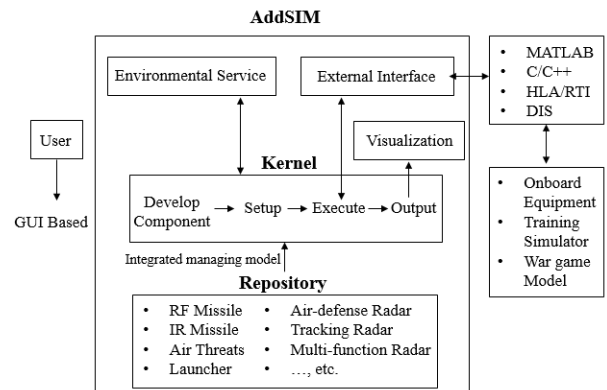 AddSIM
Environmental Service
External Interface
• MATLAB
• C/C++
• HLA/RTI
• DIS
User
GUI Based
Visualization
Kernel
Develop
Component
Setup
Execute
Output
• Onboard
Equipment
• Training
Simulator
• War game
Model
Integrated managing model
Repository
• RF Missile
• IR Missile
• Air Threats
• Launcher
• Air-defense Radar
• Tracking Radar
• Multi-function Radar
• …, etc.